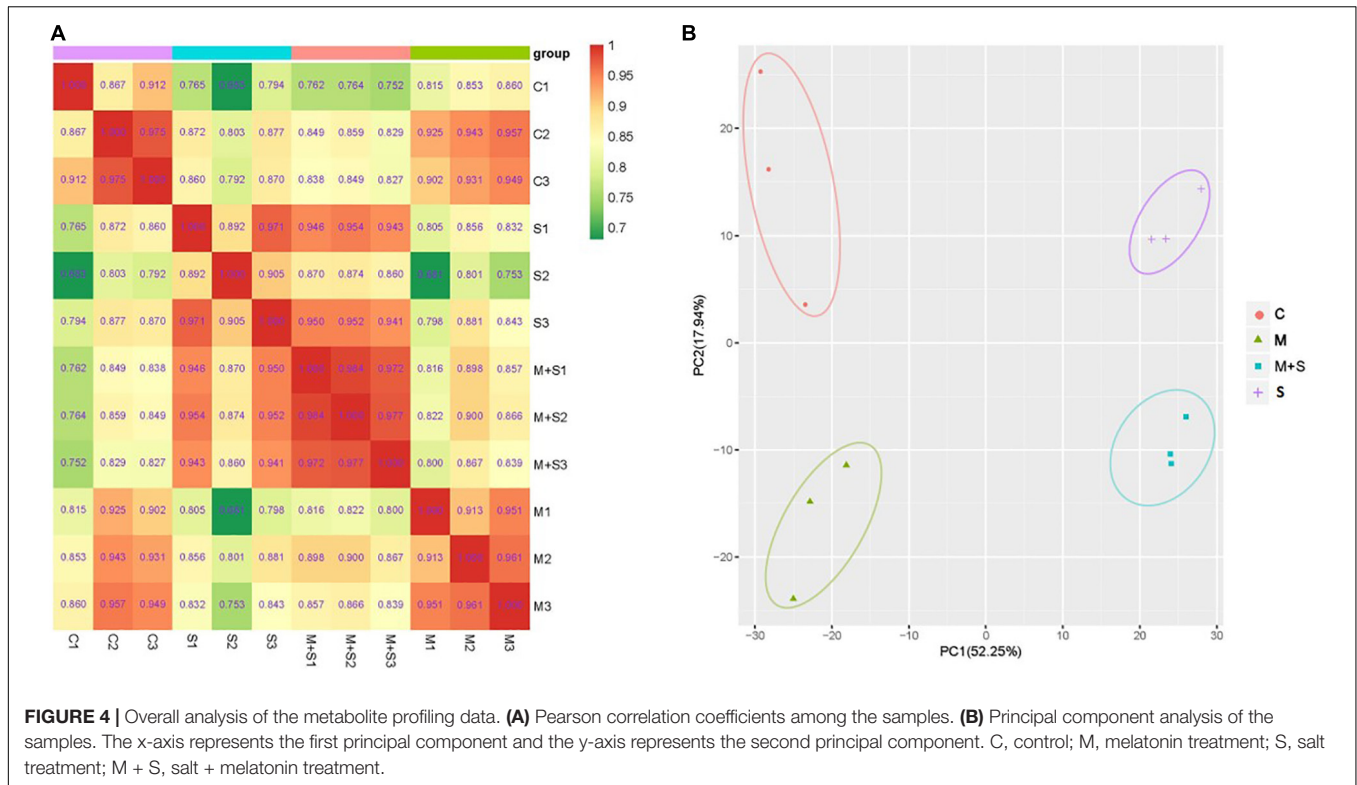 A
group
0.867 0.912 0.765 0.794 0.762 0.764 0.752 0.815 0.853 0.860 C1
0.867 0.975 0.872 0.803 0.877 0.849 0.859 0.829 0.925 0.943 0.957 C2
0.912 0.975 0.860 0.792 0.870 0.838 0.849 0.827 0.902 0.931 0.949 C3
0.765 0.872 0.860 0.892 0.971 0.946 0.954 0.943 0.805 0.856 0.832 S1
0.803 0.792 0.892 0.905 0.870 0.874 0.860 0.801 0.753 S2
0.794 0.877 0.870 0.971 0.905 0.950 0.952 0.941 0.798 0.881 0.843 S3
0.762 0.849 0.838 0.946 0.870 0.950 0.984 0.972 0.816 0.898 0.857 M+S1
0.764 0.859 0.849 0.954 0.874 0.952 0.984 0.977 0.822 0.900 0.866 M+S2
0.752 0.829 0.827 0.943 0.860 0.941 0.972 0.977 0.800 0.867 0.839 M+S3
0.815 0.925 0.902 0.805 0.798 0.816 0.822 0.800 0.913 0.951 M1
0.853 0.943 0.931 0.856 0.801 0.881 0.898 0.900 0.867 0.913 0.961 M2
0.860 0.957 0.949 0.832 0.753 0.843 0.857 0.866 0.839 0.951 0.961 M3
C1 C2 C3 S1 S2 S3 M+S1 M+S2 M+S3 M1 M2 M3
1
0.95
0.9
0.85
0.8
0.75
0.7
B
PC2(17.94%)
20
10
0
−10
−20
−30 −20 −10 0 10 20 30
PC1(52.25%)
C
M
M+S
S
FIGURE 4 | Overall analysis of the metabolite profiling data. (A) Pearson correlation coefficients among the samples. (B) Principal component analysis of the
samples. The x-axis represents the first principal component and the y-axis represents the second principal component. C, control; M, melatonin treatment; S, salt
treatment; M + S, salt + melatonin treatment.